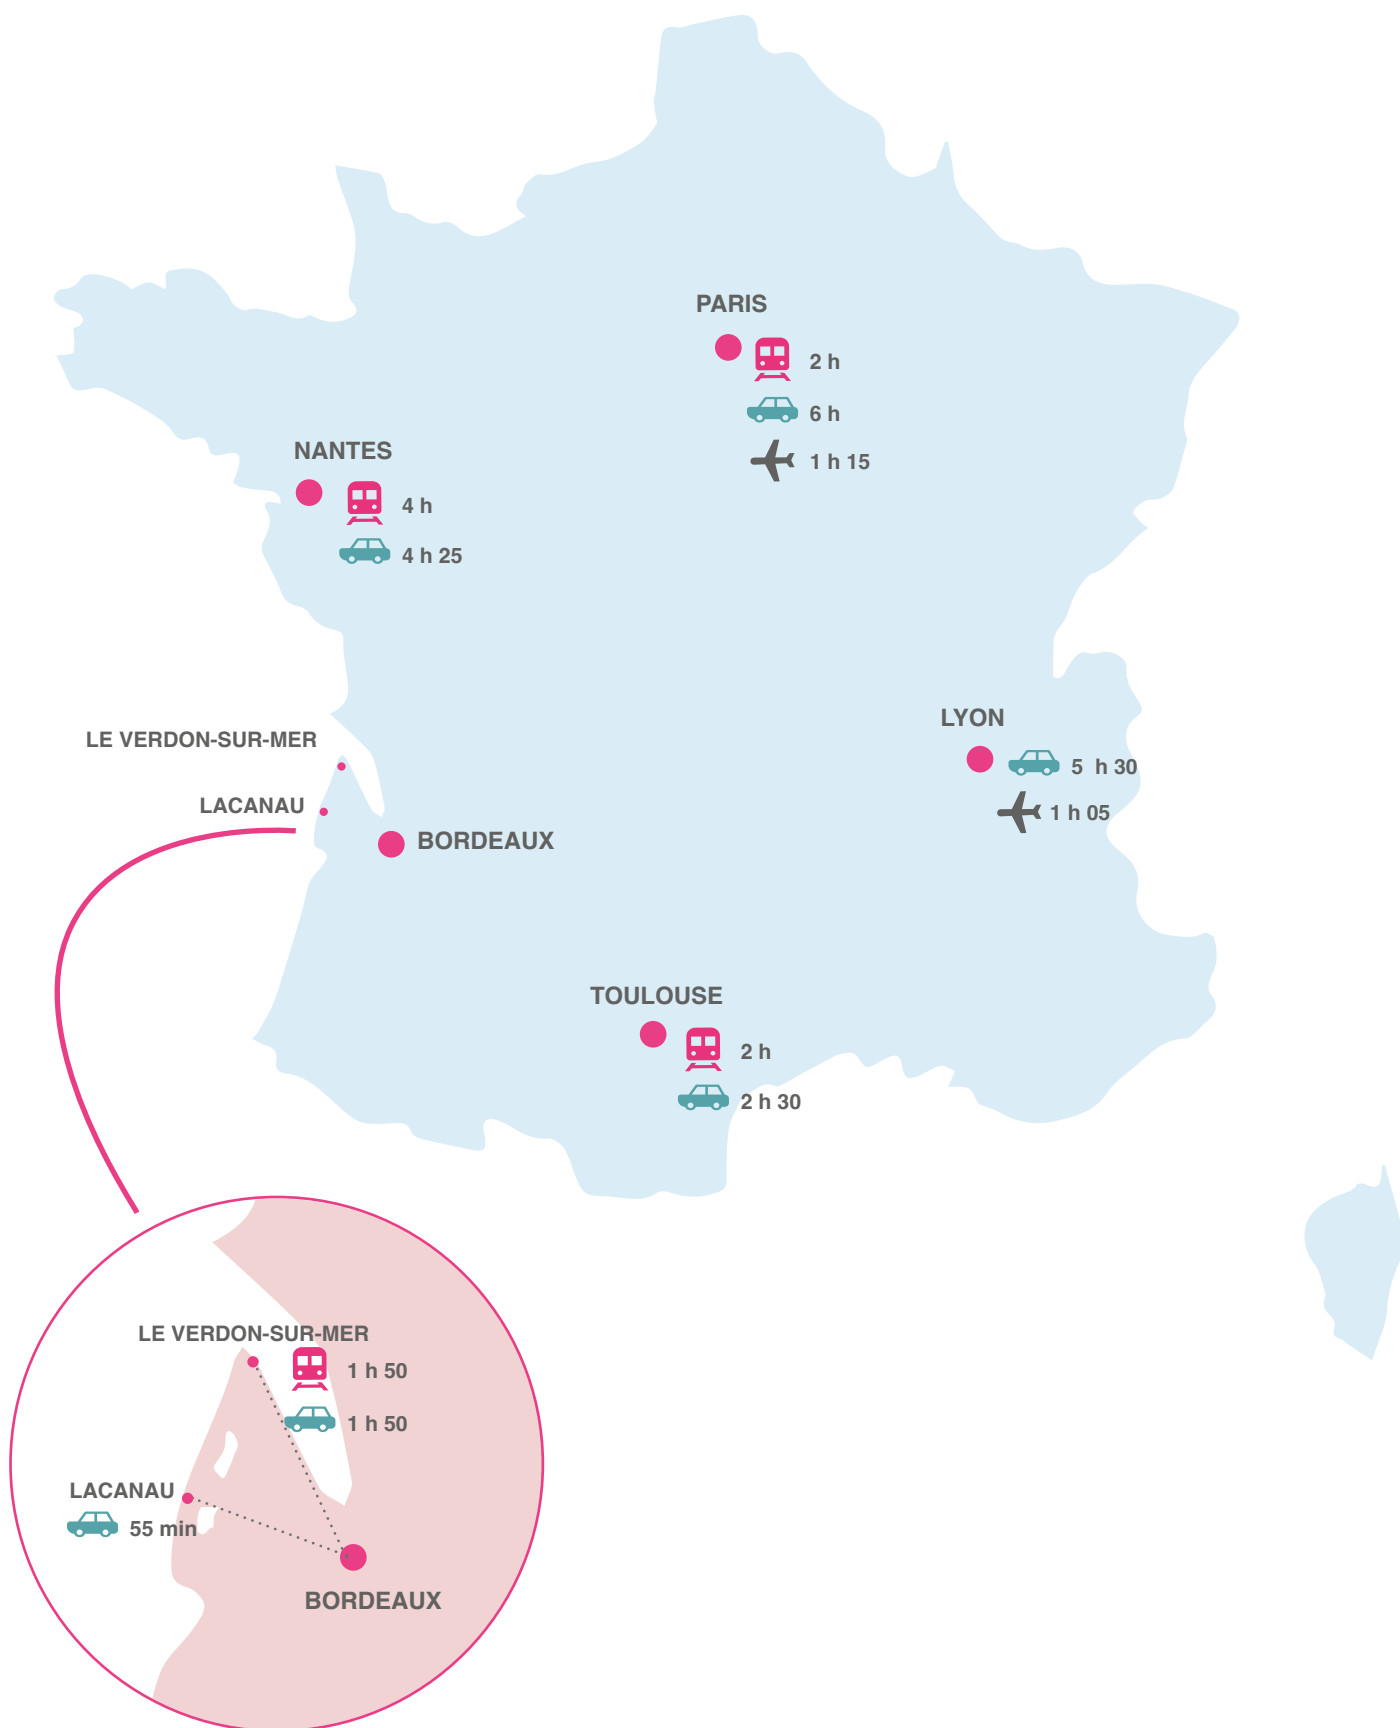 PARIS
2 h
6 h
1 h 15
NANTES
4 h
4 h 25
LYON
5 h 30
1 h 05
LE VERDON-SUR-MER
LACANAU
BORDEAUX
TOULOUSE
2 h
2 h 30
LE VERDON-SUR-MER
1 h 50
1 h 50
LACANAU
55 min
BORDEAUX